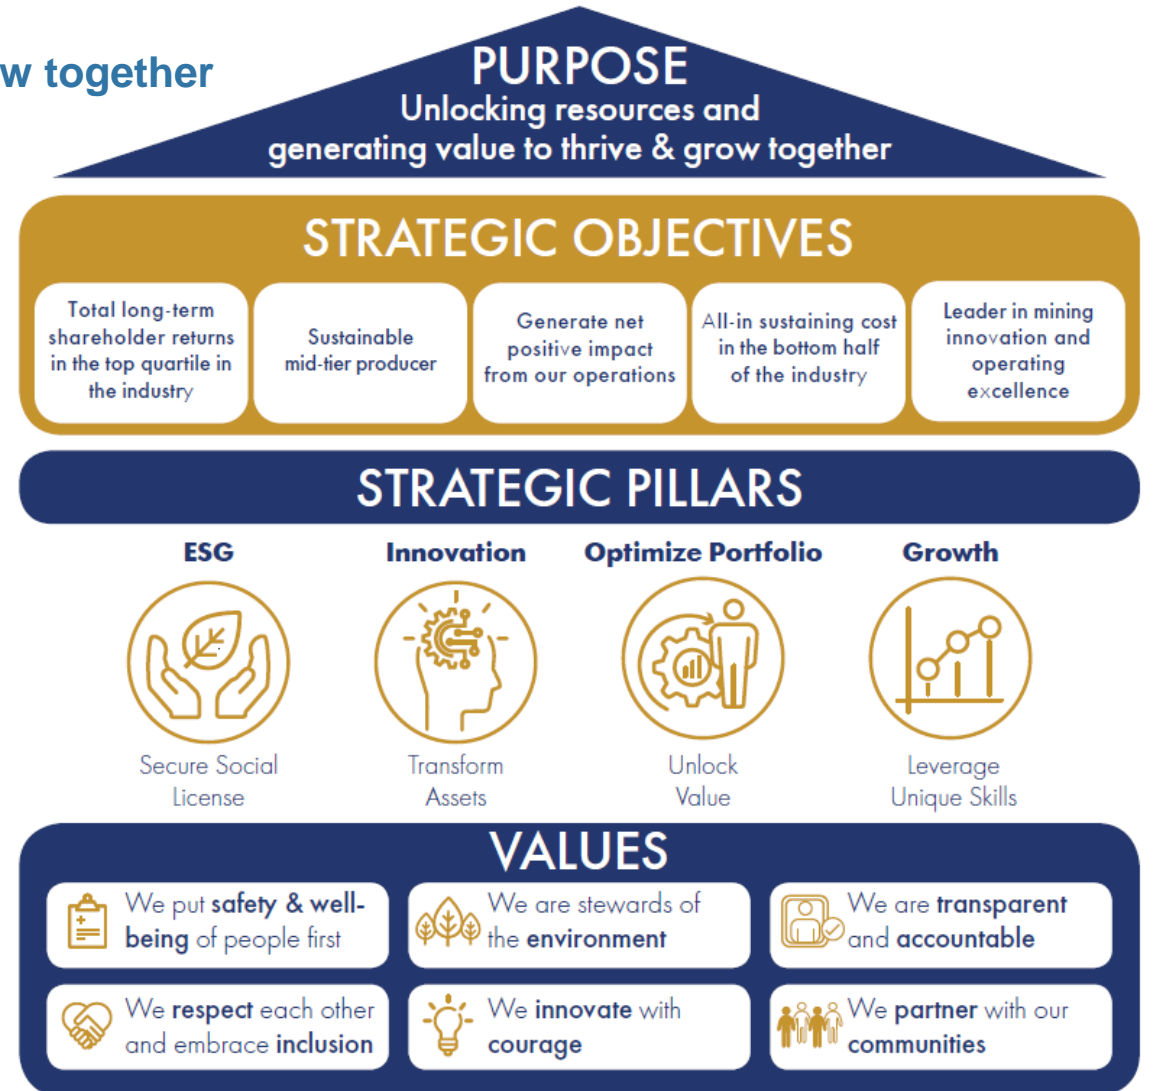 w together
PURPOSE
Unlocking resources and
generating value to thrive & grow together
STRATEGIC OBJECTIVES
Total long-term
shareholder returns
in the top quartile in
the industry
Sustainable
mid-tier producer
Generate net
positive impact
from our operations
All-in sustaining cost
in the bottom half
of the industry
Leader in mining
innovation and
operating
excellence
STRATEGIC PILLARS
ESG
Secure Social
License
Innovation
Transform
Assets
Optimize Portfolio
Unlock
Value
Growth
Leverage
Unique Skills
VALUES
We put safety & well-
being of people first
We are stewards of
the environment
We are transparent
and accountable
We respect each other
and embrace inclusion
We innovate with
courage
We partner with our
communities